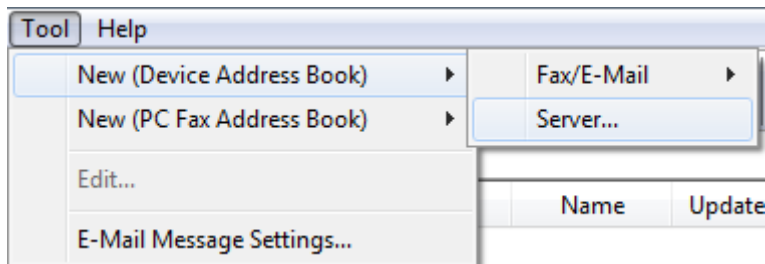 Tool Help
New (Device Address Book) Fax/E-Mail
New (PC Fax Address Book) Server...
Edit...
Name Update
E-Mail Message Settings...